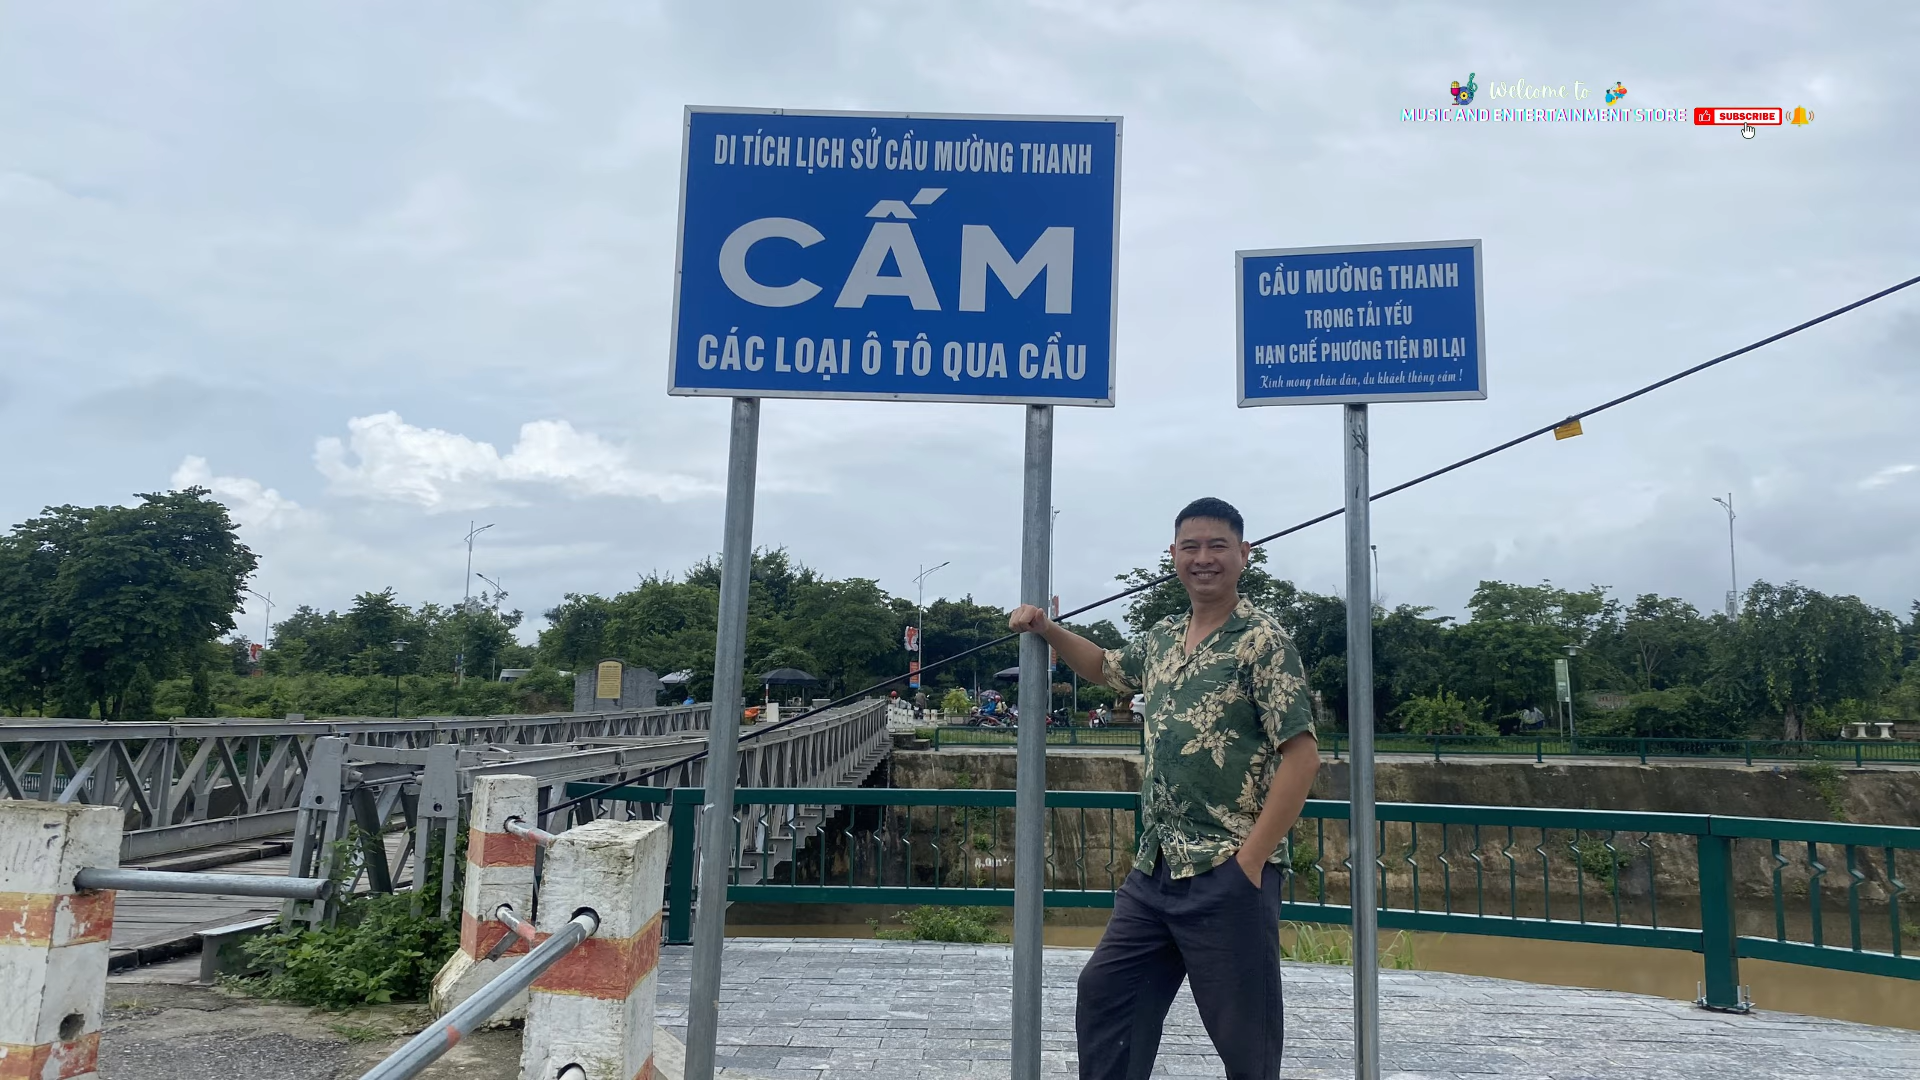 DI TÍCH LỊCH SỬ CẦU MƯỜNG THANH
CẤM
CÁC LOẠI Ô TÔ QUA CẦU
CẦU MƯỜNG THANH
TRỌNG TẢI YẾU
HẠN CHẾ PHƯƠNG TIỆN ĐI LẠI
Kính mong nhân dân, du khách thông cảm !
Welcome to
MUSIC AND ENTERTAINMENT STORE
SUBSCRIBE